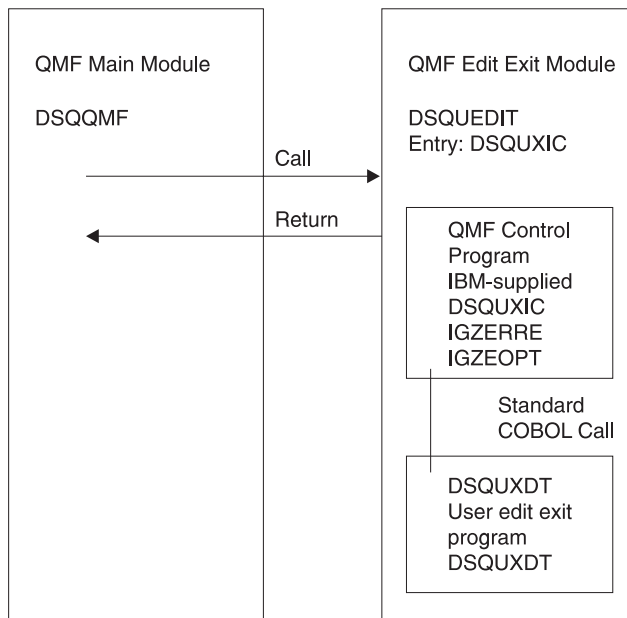 QMF Main Module
DSQQMF
Call
Return
QMF Edit Exit Module
DSQUEDIT
Entry: DSQUXIC
QMF Control
Program
IBM-supplied
DSQUXIC
IGZERRE
IGZEOPT
Standard
COBOL Call
DSQUXDT
User edit exit
program
DSQUXDT